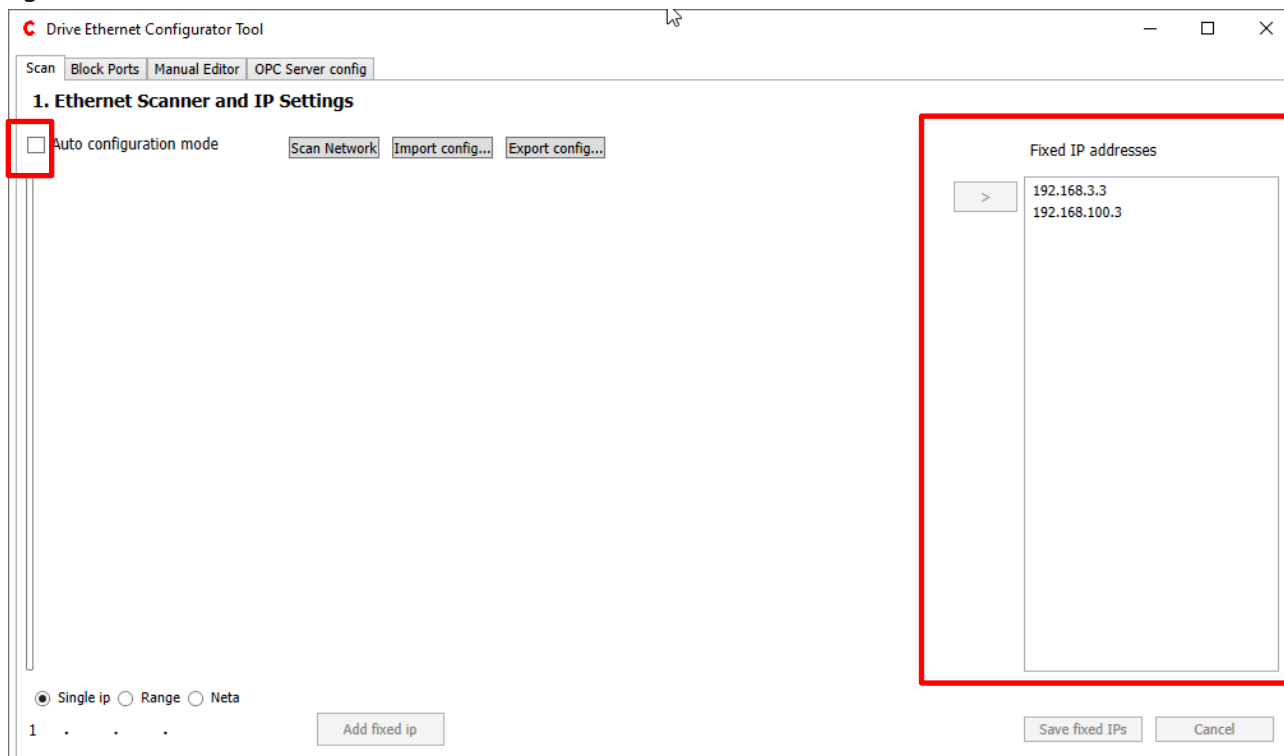 Drive Ethernet Configurator Tool
Scan Block Ports Manual Editor OPC Server config
1. Ethernet Scanner and IP Settings
Auto configuration mode Scan Network Import config... Export config... Fixed IP addresses
> 192.168.3.3
192.168.100.3
Single ip Range Neta
1 . . . Add fixed ip Save fixed IPs Cancel